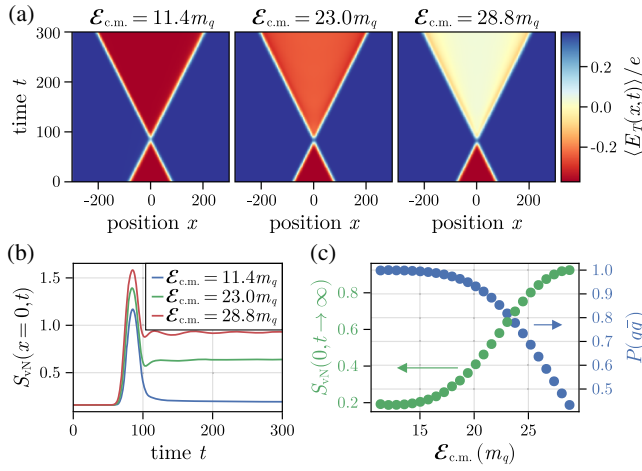 (a)
𝓔c.m. = 11.4mq
𝓔c.m. = 23.0mq
𝓔c.m. = 28.8mq
300
200
100
0
time t
-200 0 200
-200 0 200
-200 0 200
position x
position x
position x
0.2
0.0
-0.2
⟨E_T(x,t)⟩/e
(b)
(c)
1.5
1.0
0.5
SvN(x=0,t)
𝓔c.m. = 11.4mq
𝓔c.m. = 23.0mq
𝓔c.m. = 28.8mq
0 100 200 300
time t
0.8
0.6
0.4
0.2
SvN(0,t→∞)
1.0
0.9
0.8
0.7
0.6
0.5
P(qq̄)
15 20 25
𝓔c.m. (mq)